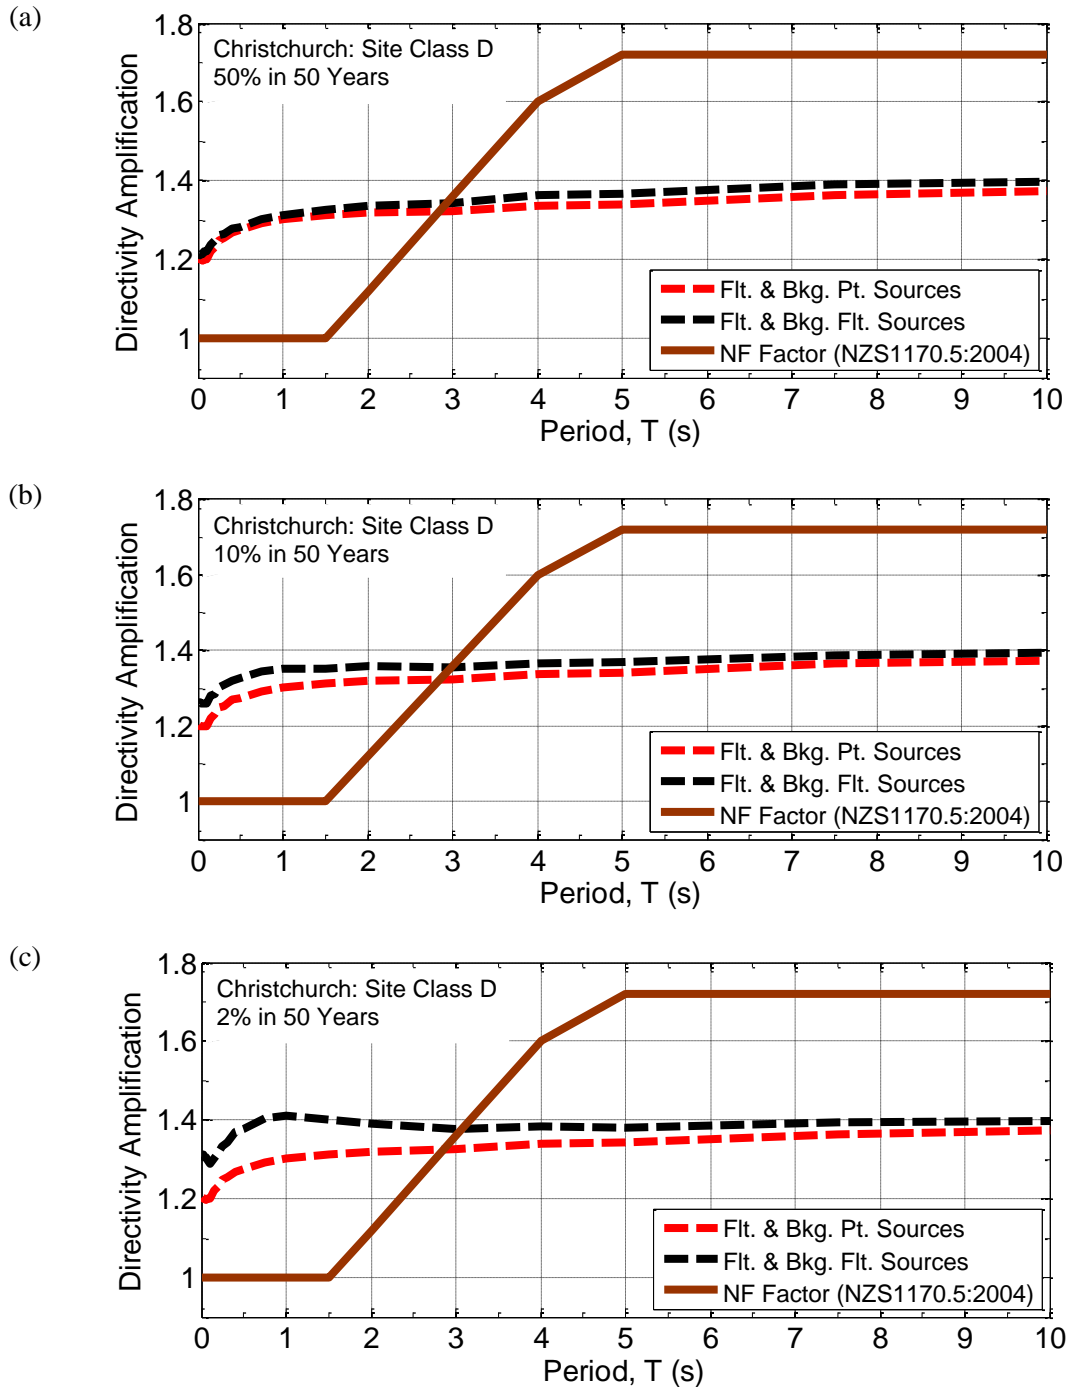 (a)
1.8
1.6
1.4
1.2
1
Directivity Amplification
Christchurch: Site Class D
50% in 50 Years
Flt. & Bkg. Pt. Sources
Flt. & Bkg. Flt. Sources
NF Factor (NZS1170.5:2004)
0 1 2 3 4 5 6 7 8 9 10
Period, T (s)
(b)
1.8
1.6
1.4
1.2
1
Directivity Amplification
Christchurch: Site Class D
10% in 50 Years
Flt. & Bkg. Pt. Sources
Flt. & Bkg. Flt. Sources
NF Factor (NZS1170.5:2004)
0 1 2 3 4 5 6 7 8 9 10
Period, T (s)
(c)
1.8
1.6
1.4
1.2
1
Directivity Amplification
Christchurch: Site Class D
2% in 50 Years
Flt. & Bkg. Pt. Sources
Flt. & Bkg. Flt. Sources
NF Factor (NZS1170.5:2004)
0 1 2 3 4 5 6 7 8 9 10
Period, T (s)